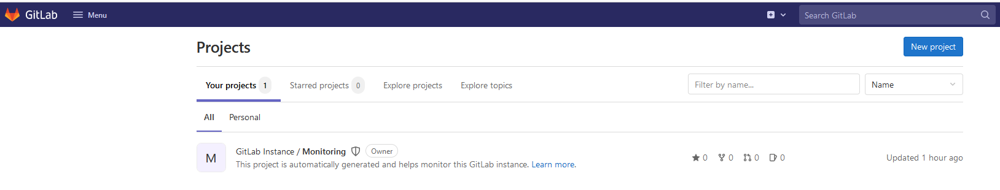 GitLab Menu Search GitLab
Projects New project
Your projects 1 Starred projects 0 Explore projects Explore topics Filter by name... Name
All Personal
M GitLab Instance / Monitoring Owner
This project is automatically generated and helps monitor this GitLab instance. Learn more.
0 0 0 0 Updated 1 hour ago